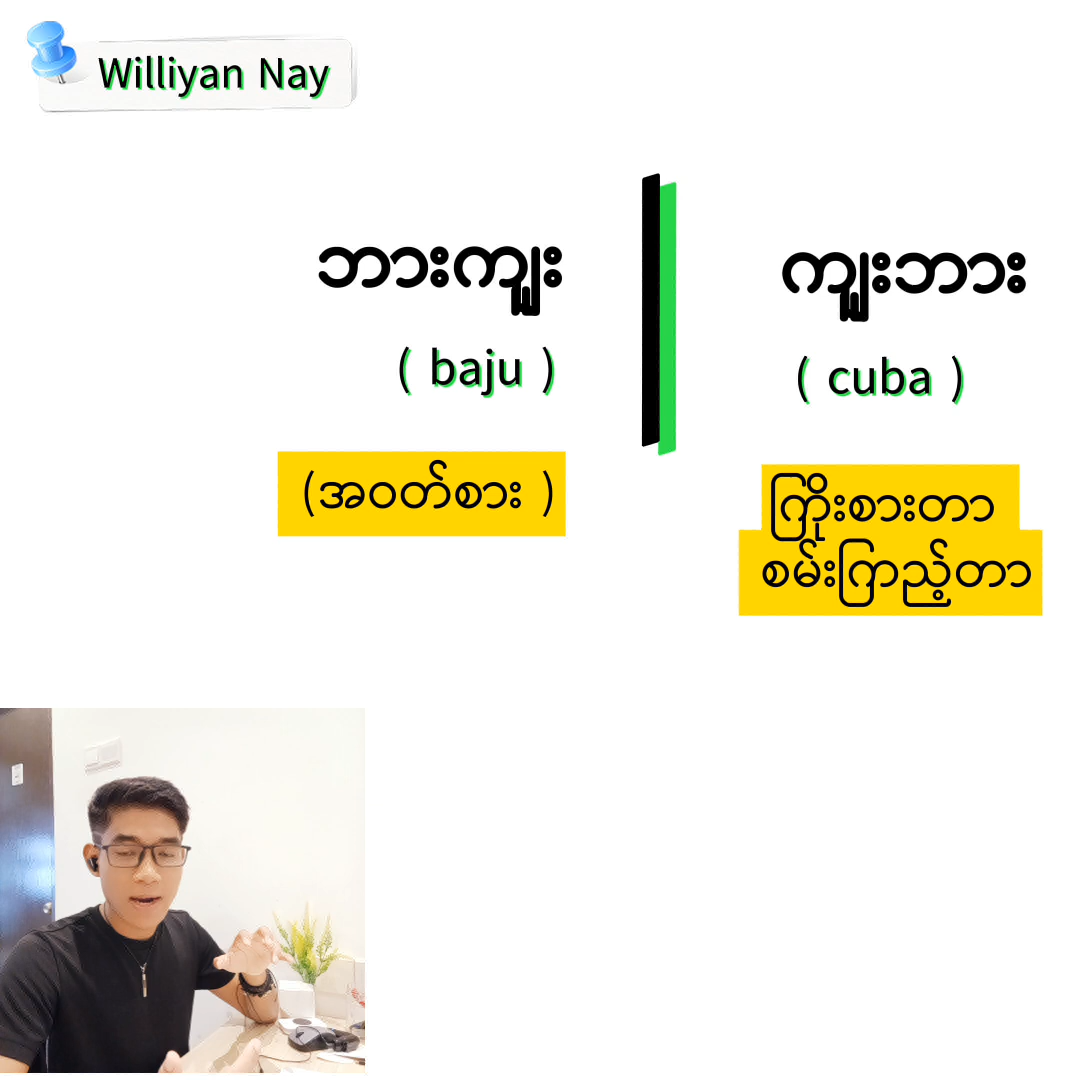 Williyan Nay
ဘားကျူး
( baju )
(အဝတ်စား )
ကျူးဘား
( cuba )
ကြိုးစားတာ
စမ်းကြည့်တာ